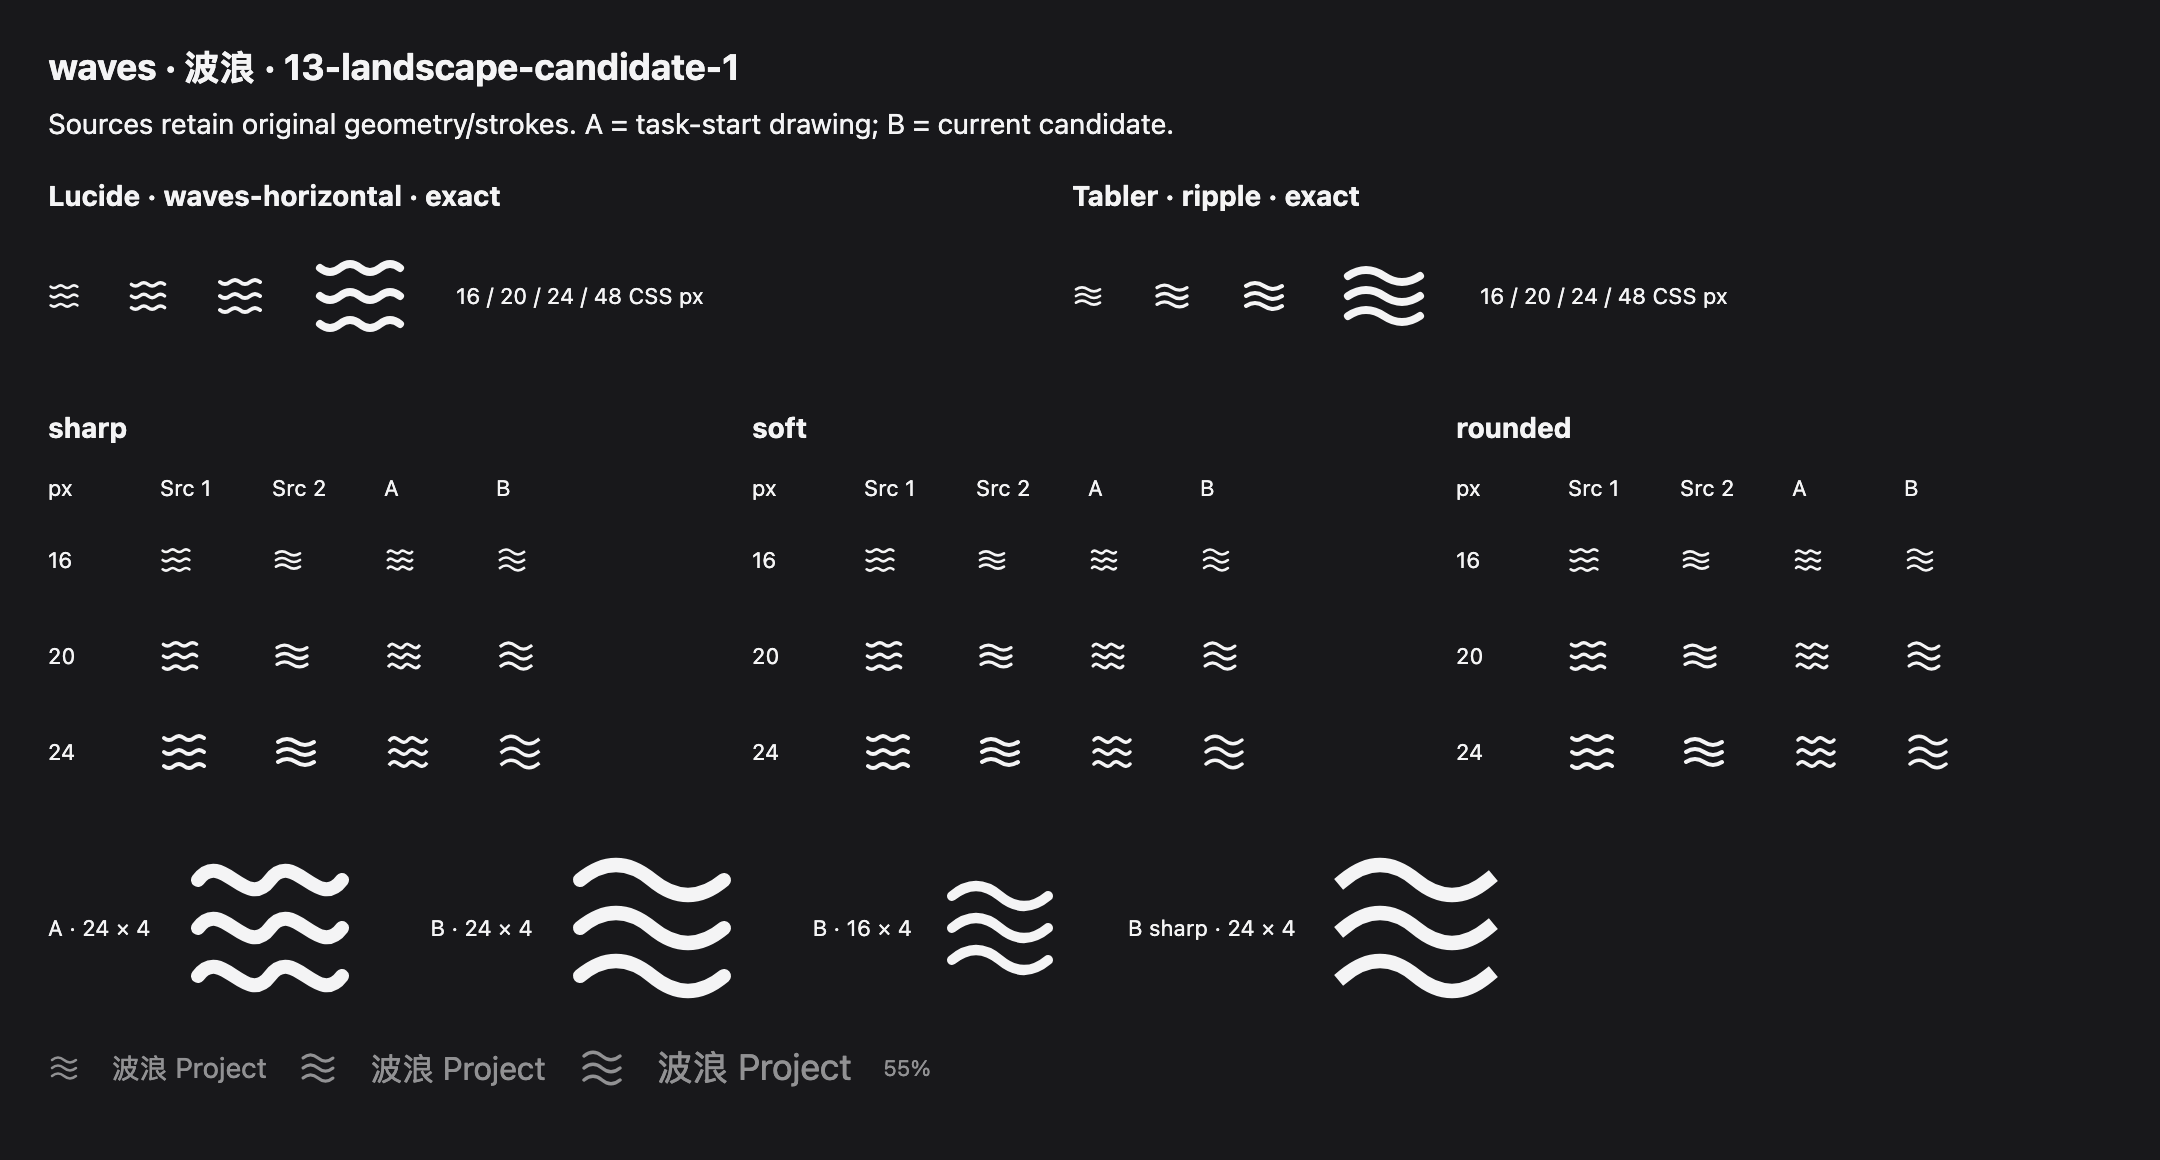 waves · 波浪 · 13-landscape-candidate-1
Sources retain original geometry/strokes. A = task-start drawing; B = current candidate.
Lucide · waves-horizontal · exact
Tabler · ripple · exact
16 / 20 / 24 / 48 CSS px
16 / 20 / 24 / 48 CSS px
sharp
soft
rounded
px Src 1 Src 2 A B
px Src 1 Src 2 A B
px Src 1 Src 2 A B
16
16
16
20
20
20
24
24
24
A · 24 × 4
B · 24 × 4
B · 16 × 4
B sharp · 24 × 4
波浪 Project
波浪 Project
波浪 Project
55%